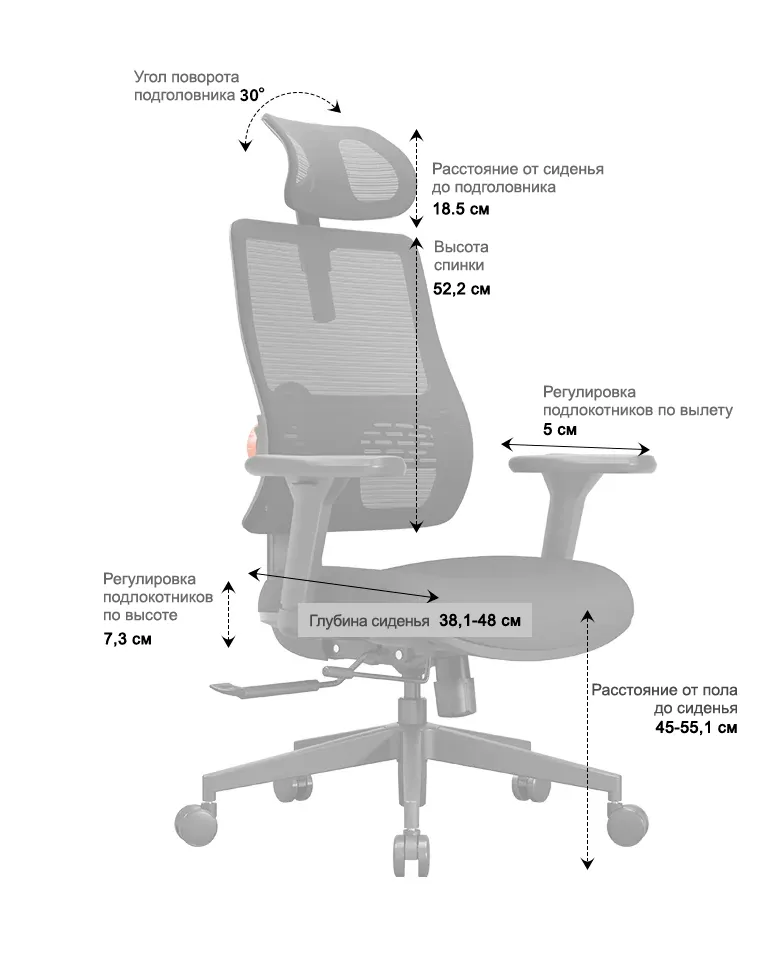 Угол поворота
подголовника 30°
Расстояние от сиденья
до подголовника
18.5 см
Высота
спинки
52,2 см
Регулировка
подлокотников по вылету
5 см
Регулировка
подлокотников
по высоте
7,3 см
Глубина сиденья 38,1-48 см
Расстояние от пола
до сиденья
45-55,1 см